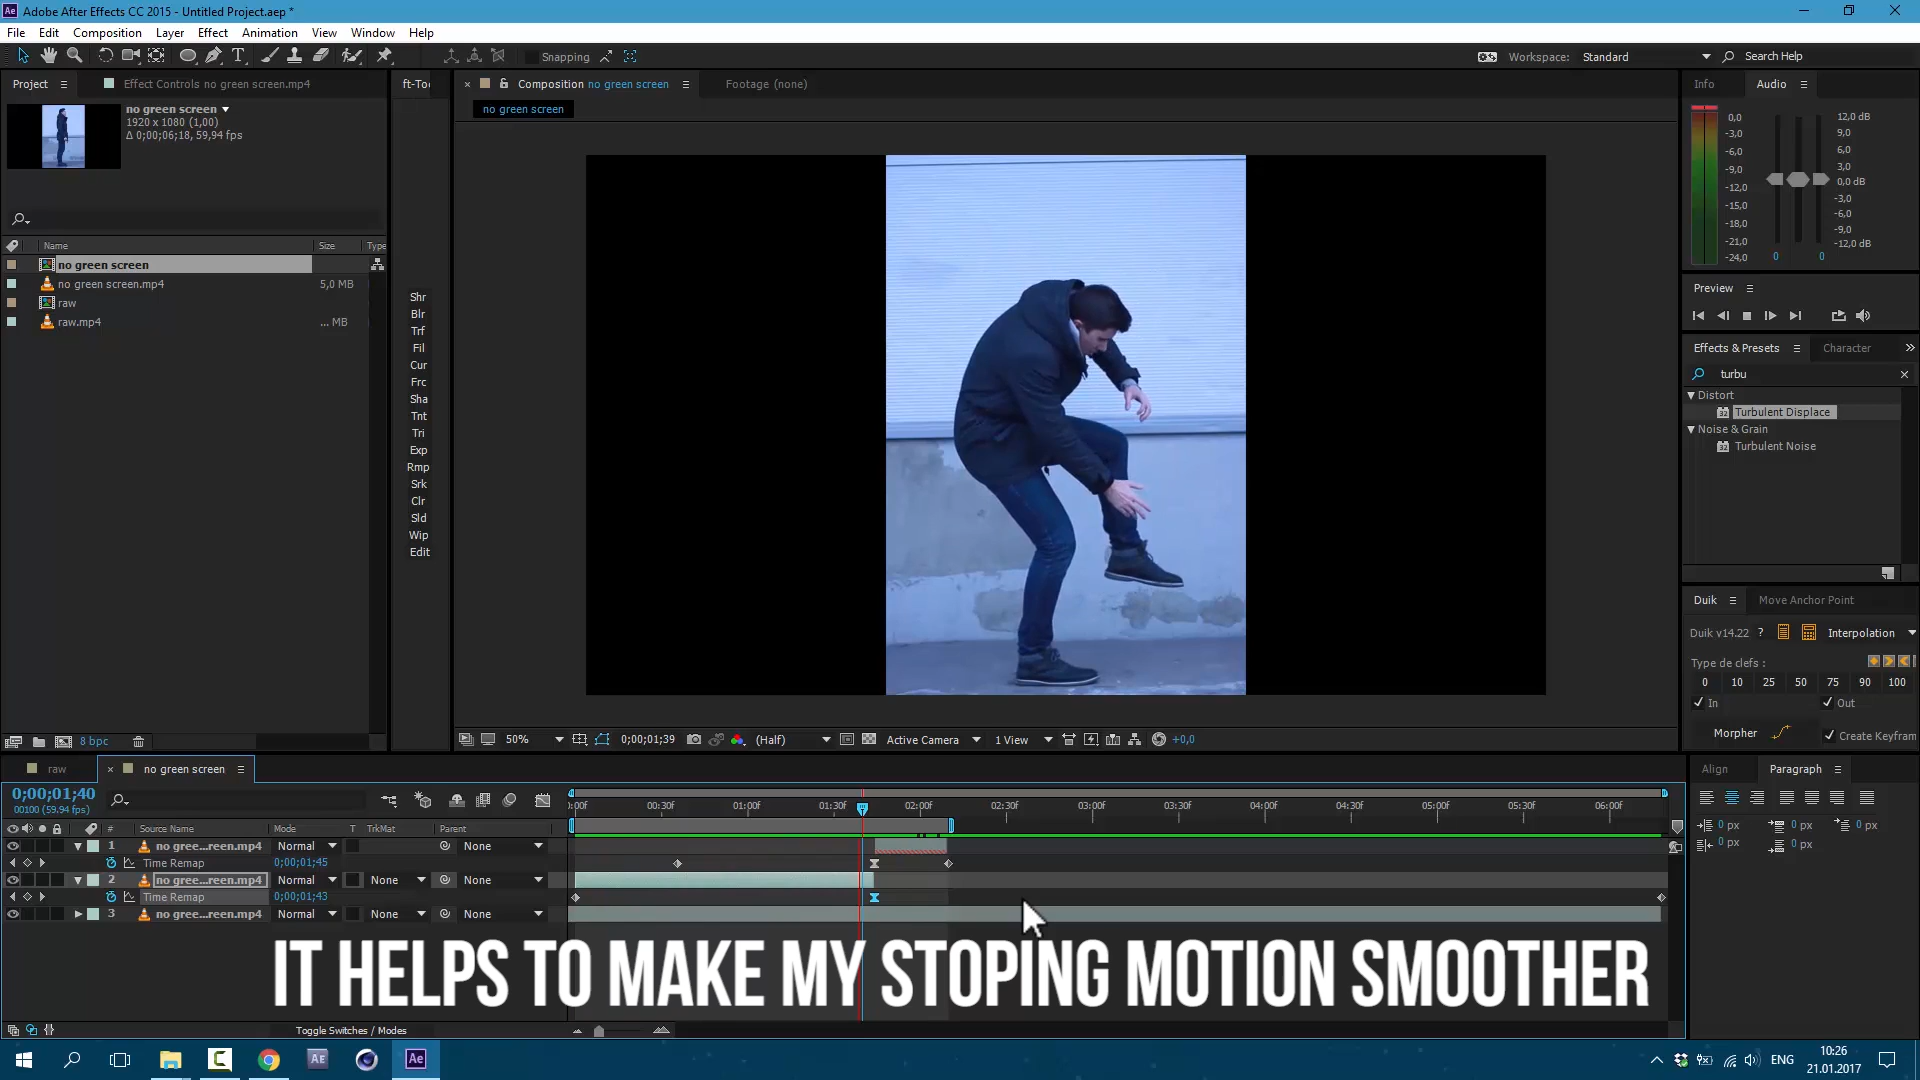 Adobe After Effects CC 2015 - Untitled Project.aep *
File Edit Composition Layer Effect Animation View Window Help
Snapping
Workspace: Standard
Search Help
Project
Effect Controls no green screen.mp4
no green screen
1920 x 1080 (1,00)
Δ 0;00;06;18, 59,94 fps
Name Size Type
no green screen
no green screen.mp4 5,0 MB
raw
raw.mp4 ... MB
8 bpc
ft-Too
Shr
Blr
Trf
Fil
Cur
Frc
Sha
Tnt
Tri
Exp
Rmp
Srk
Clr
Sld
Wip
Edit
Composition no green screen
Footage (none)
no green screen
50% 0;00;01;39 (Half) Active Camera 1 View +0,0
Info Audio
0,0
-3,0
-6,0
-9,0
-12,0
-15,0
-18,0
-21,0
-24,0
12,0 dB
9,0
6,0
3,0
0,0 dB
-3,0
-6,0
-9,0
-12,0 dB
0 0
Preview
Effects & Presets Character
turbu
Distort
32 Turbulent Displace
Noise & Grain
32 Turbulent Noise
Duik Move Anchor Point
Duik v14.22 ? Interpolation
Type de clefs :
0 10 25 50 75 90 100
In Out
Morpher Create Keyfram
raw no green screen
0;00;01;40
00100 (59.94 fps)
:00f 00:30f 01:00f 01:30f 02:00f 02:30f 03:00f 03:30f 04:00f 04:30f 05:00f 05:30f 06:00f
# Source Name Mode T TrkMat Parent
1 no gree...reen.mp4 Normal None
Time Remap 0;00;01;45
2 no gree...reen.mp4 Normal None None
Time Remap 0;00;01;43
3 no gree...reen.mp4 Normal None None
IT HELPS TO MAKE MY STOPING MOTION SMOOTHER
Toggle Switches / Modes
Align Paragraph
0 px 0 px 0 px
0 px 0 px
AE Ae
ENG
10:26
21.01.2017